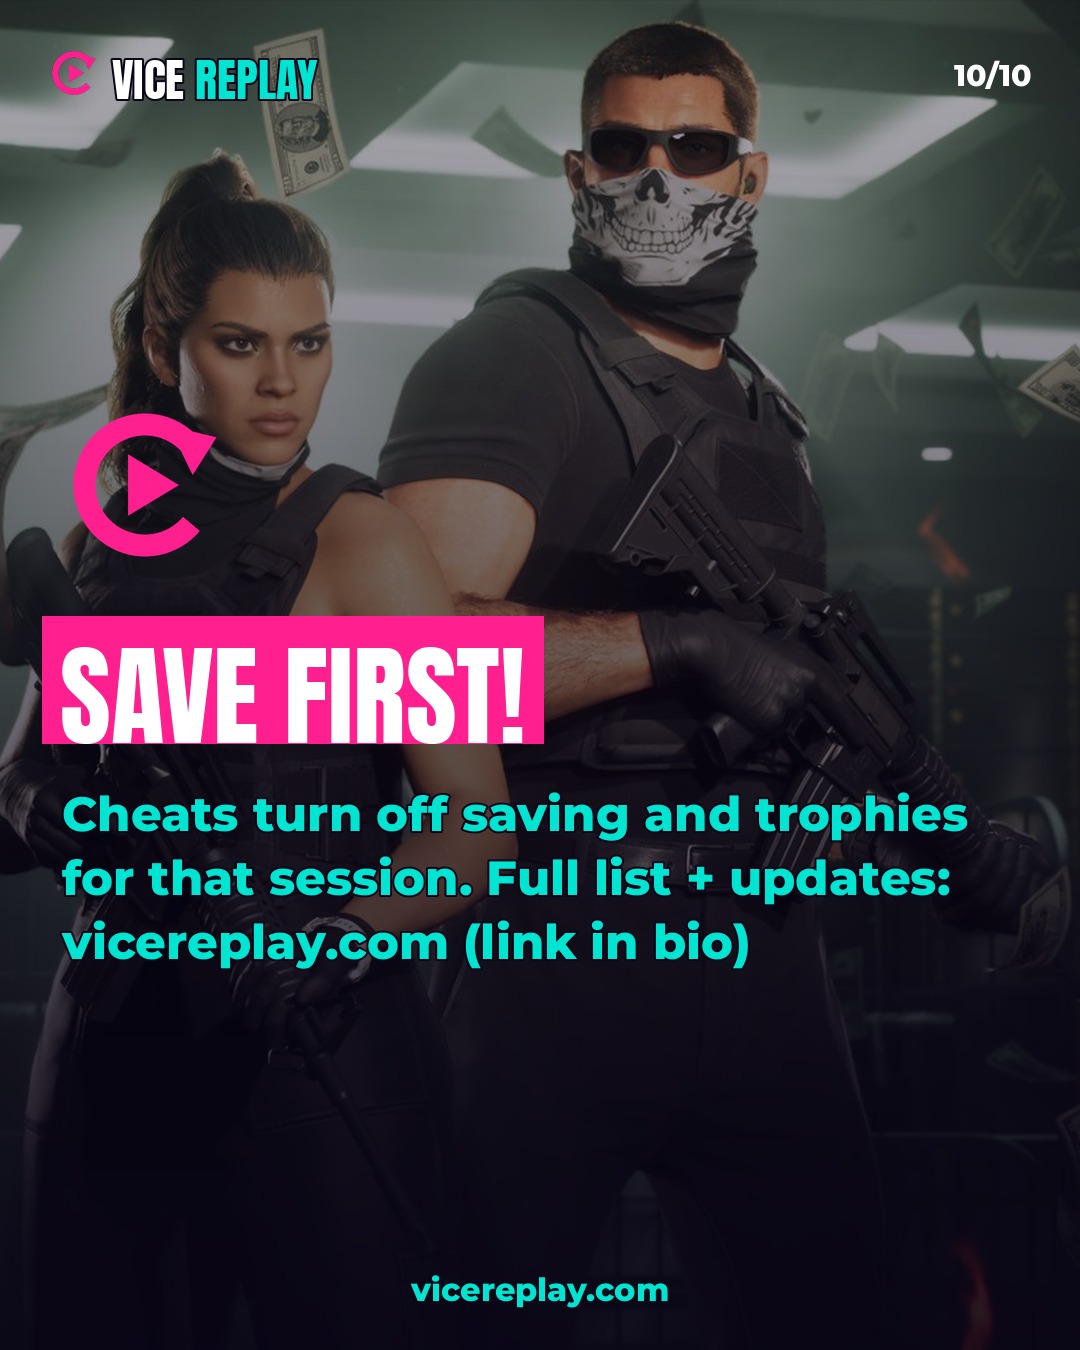 VICE REPLAY
10/10
SAVE FIRST!
Cheats turn off saving and trophies
for that session. Full list + updates:
vicereplay.com (link in bio)
vicereplay.com